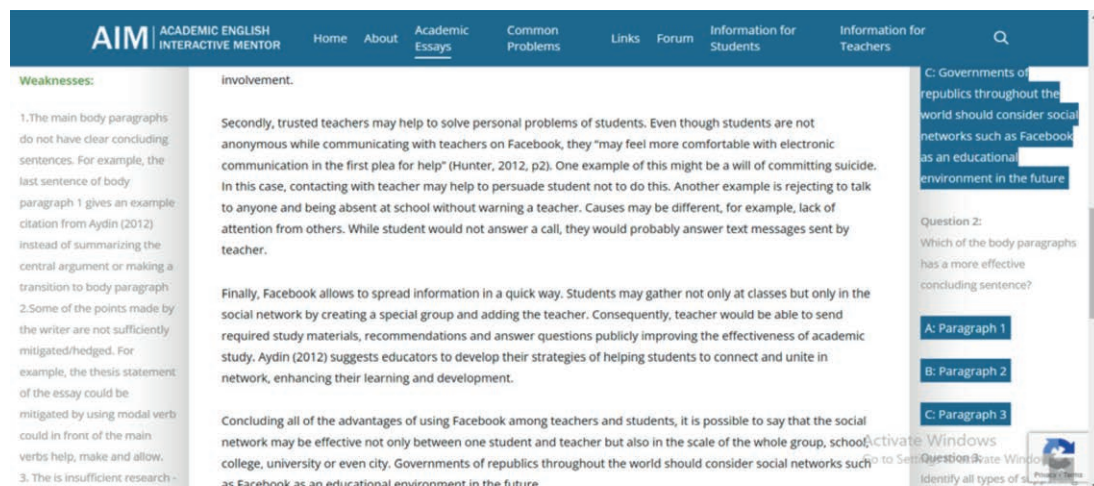 AIM ACADEMIC ENGLISH
INTERACTIVE MENTOR
Home About Academic Essays Common Problems Links Forum Information for Students Information for Teachers
Weaknesses:
1.The main body paragraphs
do not have clear concluding
sentences. For example, the
last sentence of body
paragraph 1 gives an example
citation from Aydin (2012)
instead of summarizing the
central argument or making a
transition to body paragraph
2.Some of the points made by
the writer are not sufficiently
mitigated/hedged. For
example, the thesis statement
of the essay could be
mitigated by using modal verb
could in front of the main
verbs help, make and allow.
3. The is insufficient research -
involvement.
Secondly, trusted teachers may help to solve personal problems of students. Even though students are not
anonymous while communicating with teachers on Facebook, they “may feel more comfortable with electronic
communication in the first plea for help” (Hunter, 2012, p2). One example of this might be a will of committing suicide.
In this case, contacting with teacher may help to persuade student not to do this. Another example is rejecting to talk
to anyone and being absent at school without warning a teacher. Causes may be different, for example, lack of
attention from others. While student would not answer a call, they would probably answer text messages sent by
teacher.
Finally, Facebook allows to spread information in a quick way. Students may gather not only at classes but only in the
social network by creating a special group and adding the teacher. Consequently, teacher would be able to send
required study materials, recommendations and answer questions publicly improving the effectiveness of academic
study. Aydin (2012) suggests educators to develop their strategies of helping students to connect and unite in
network, enhancing their learning and development.
Concluding all of the advantages of using Facebook among teachers and students, it is possible to say that the social
network may be effective not only between one student and teacher but also in the scale of the whole group, school,
college, university or even city. Governments of republics throughout the world should consider social networks such
as Facebook as an educational environment in the future.
C: Governments of
republics throughout the
world should consider social
networks such as Facebook
as an educational
environment in the future
Question 2:
Which of the body paragraphs
has a more effective
concluding sentence?
A: Paragraph 1
B: Paragraph 2
C: Paragraph 3
Activate Windows
Question 3:
Identify all types of
Privacy - Terms